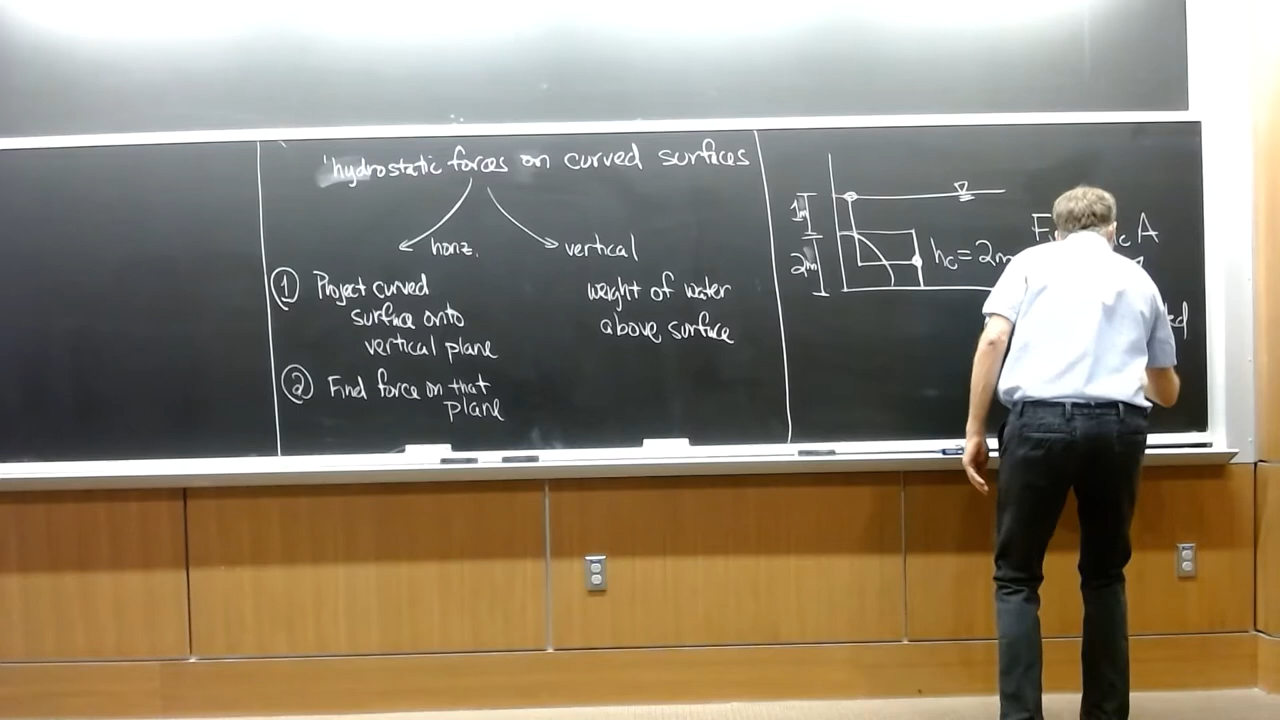 hydrostatic forces on curved surfaces
horiz.
vertical
① Project curved
surface onto
vertical plane
② Find force on that
plane
weight of water
above surface
1m
2m
h_c = 2m
F
c A